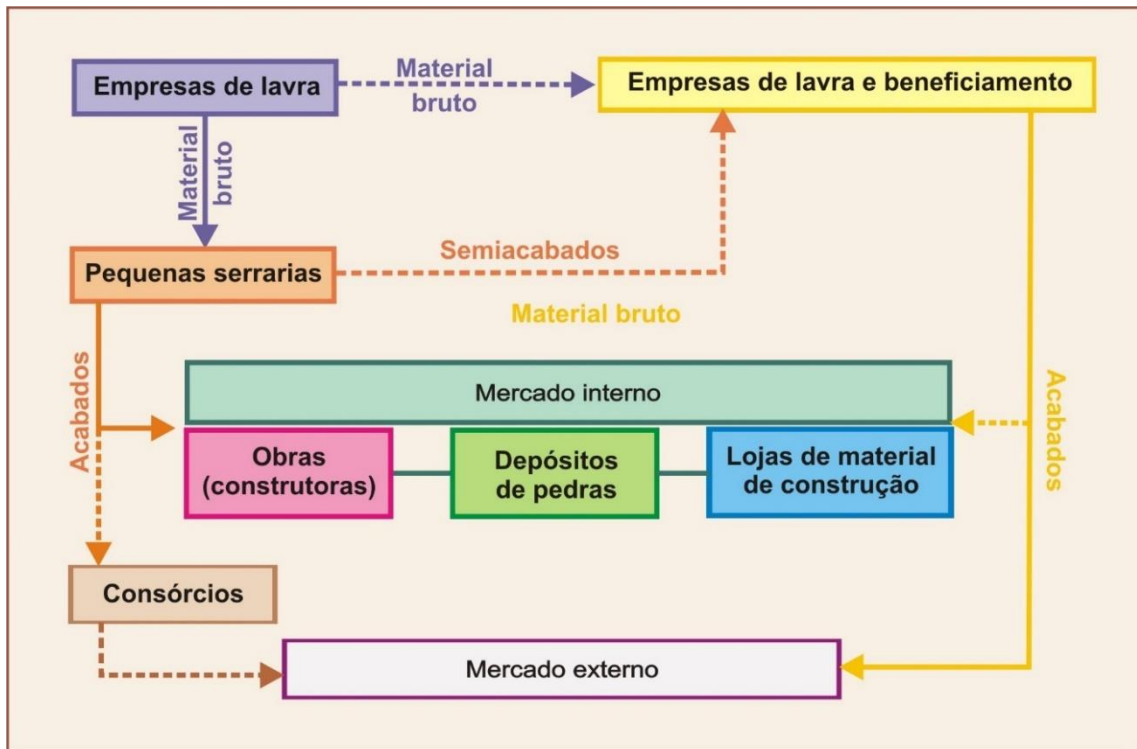 Empresas de lavra
Material
bruto
Empresas de lavra e beneficiamento
Material
bruto
Pequenas serrarias
Semiacabados
Material bruto
Acabados
Mercado interno
Acabados
Obras
(construtoras)
Depósitos
de pedras
Lojas de material
de construção
Consórcios
Mercado externo